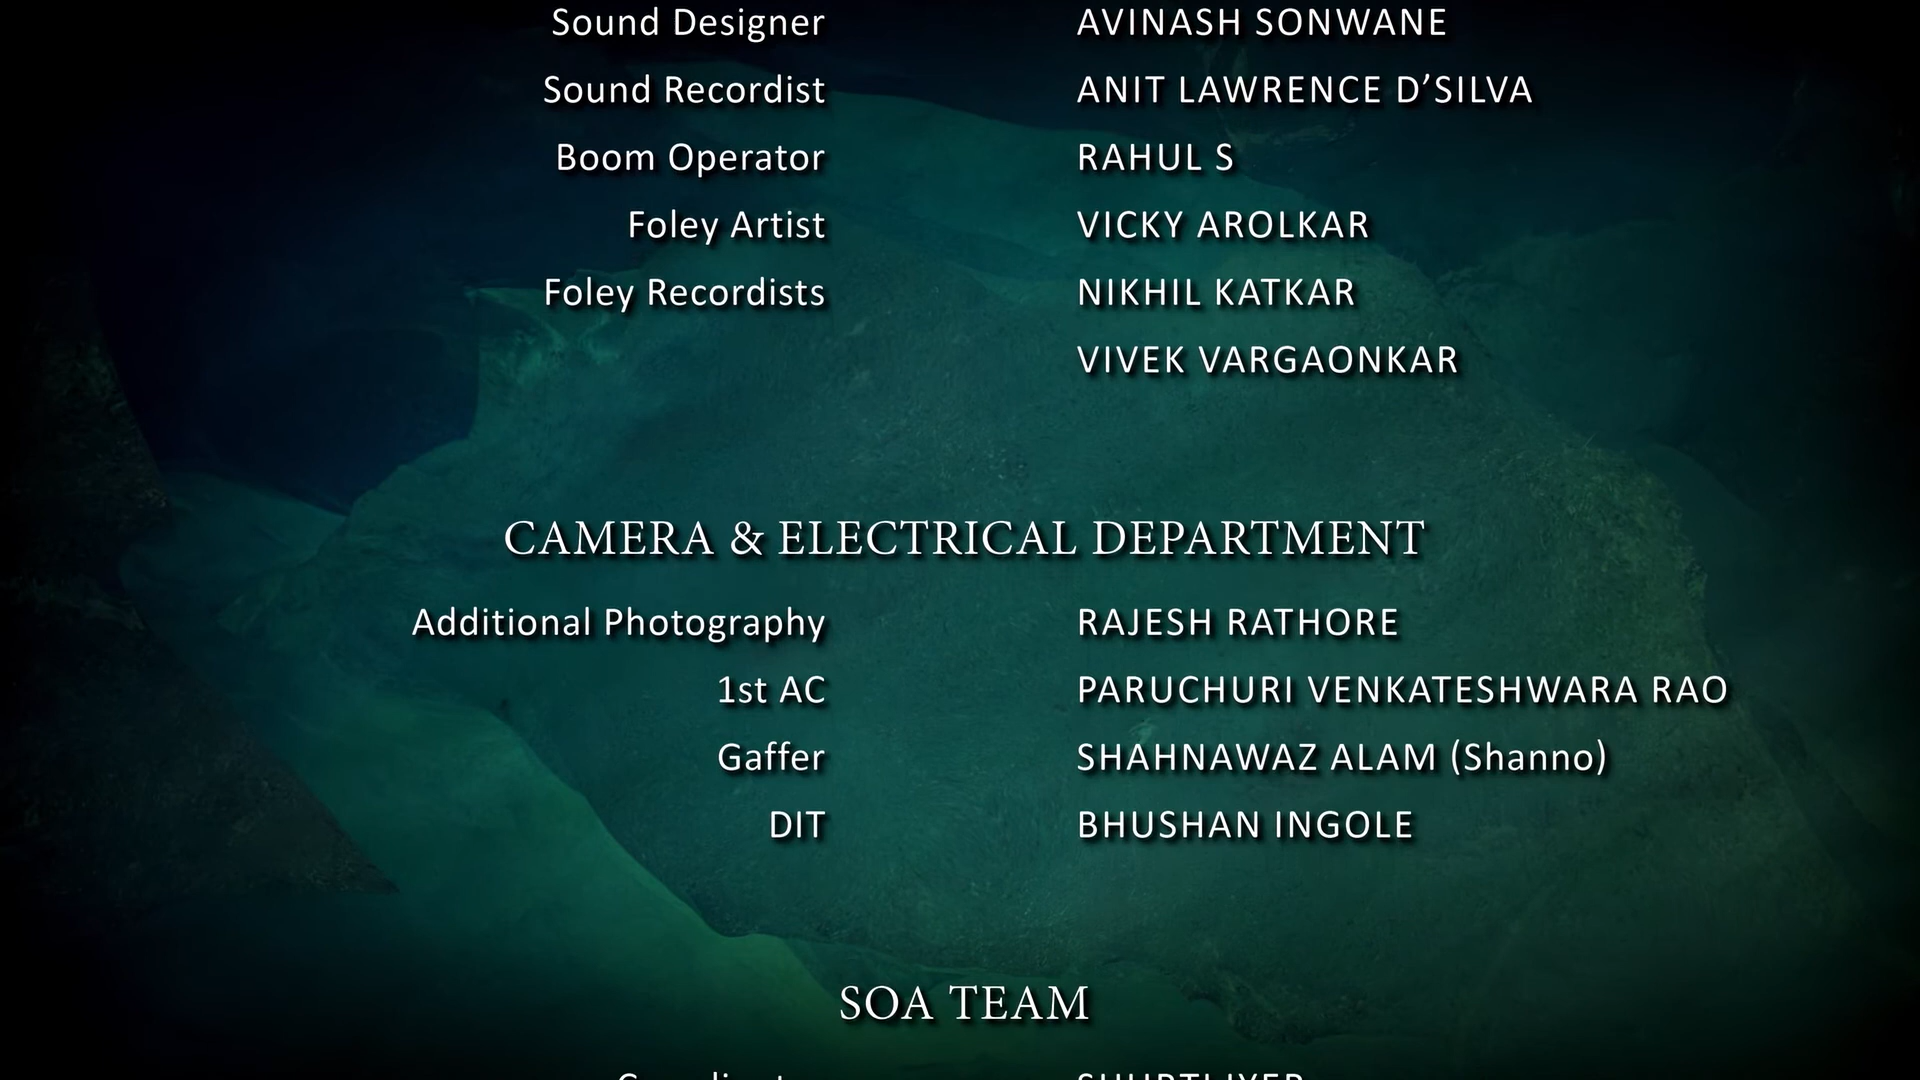 Sound Designer AVINASH SONWANE
Sound Recordist ANIT LAWRENCE D’SILVA
Boom Operator RAHUL S
Foley Artist VICKY AROLKAR
Foley Recordists NIKHIL KATKAR
VIVEK VARGAONKAR
CAMERA & ELECTRICAL DEPARTMENT
Additional Photography RAJESH RATHORE
1st AC PARUCHURI VENKATESHWARA RAO
Gaffer SHAHNAWAZ ALAM (Shanno)
DIT BHUSHAN INGOLE
SOA TEAM